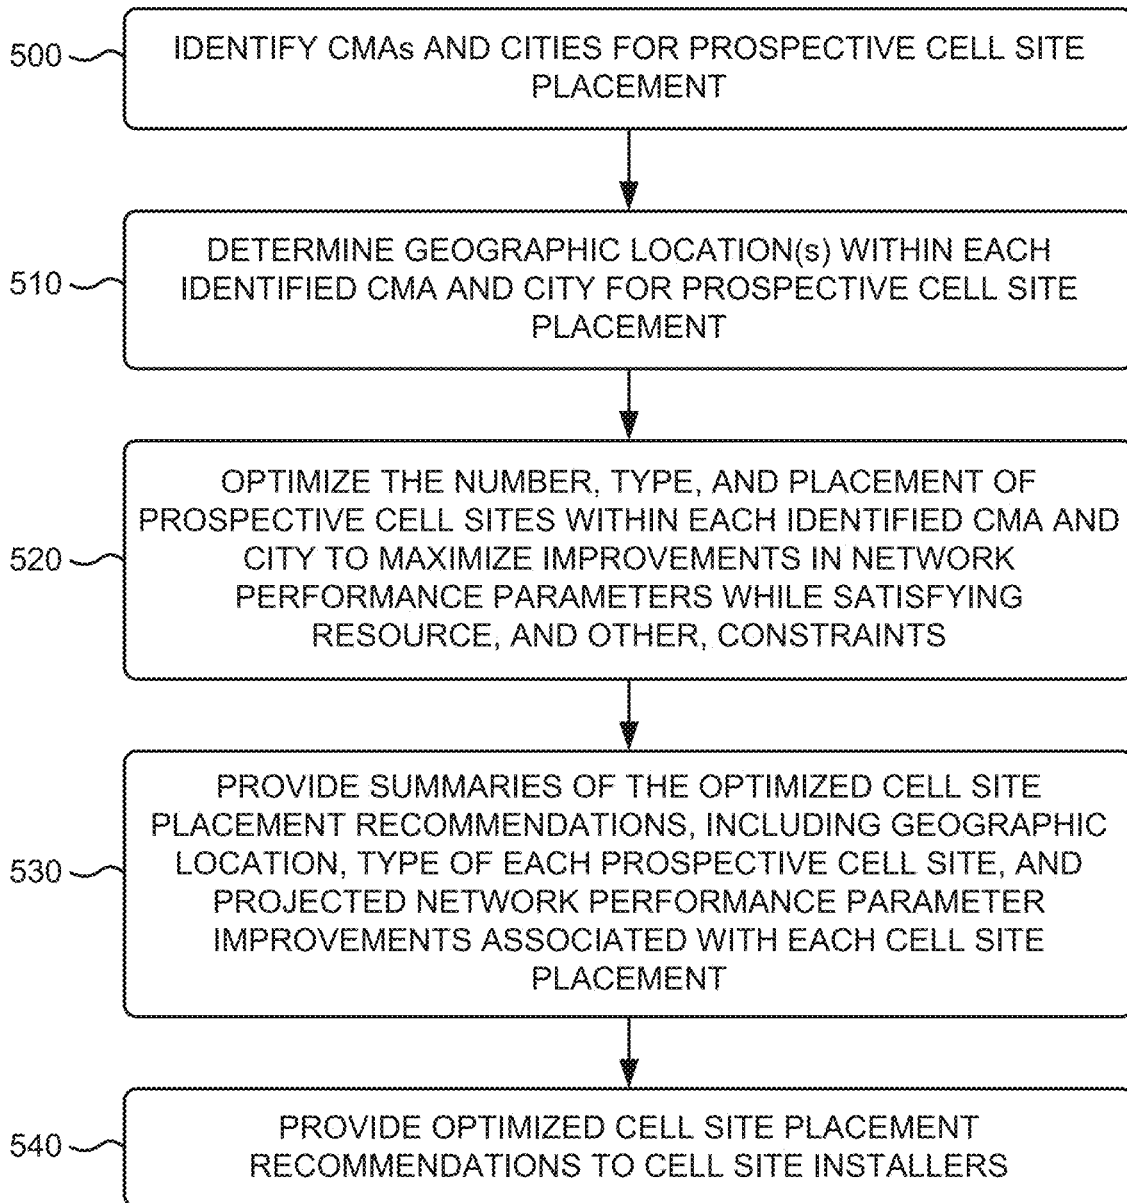 500
IDENTIFY CMAs AND CITIES FOR PROSPECTIVE CELL SITE
PLACEMENT
510
DETERMINE GEOGRAPHIC LOCATION(s) WITHIN EACH
IDENTIFIED CMA AND CITY FOR PROSPECTIVE CELL SITE
PLACEMENT
520
OPTIMIZE THE NUMBER, TYPE, AND PLACEMENT OF
PROSPECTIVE CELL SITES WITHIN EACH IDENTIFIED CMA AND
CITY TO MAXIMIZE IMPROVEMENTS IN NETWORK
PERFORMANCE PARAMETERS WHILE SATISFYING
RESOURCE, AND OTHER, CONSTRAINTS
530
PROVIDE SUMMARIES OF THE OPTIMIZED CELL SITE
PLACEMENT RECOMMENDATIONS, INCLUDING GEOGRAPHIC
LOCATION, TYPE OF EACH PROSPECTIVE CELL SITE, AND
PROJECTED NETWORK PERFORMANCE PARAMETER
IMPROVEMENTS ASSOCIATED WITH EACH CELL SITE
PLACEMENT
540
PROVIDE OPTIMIZED CELL SITE PLACEMENT
RECOMMENDATIONS TO CELL SITE INSTALLERS